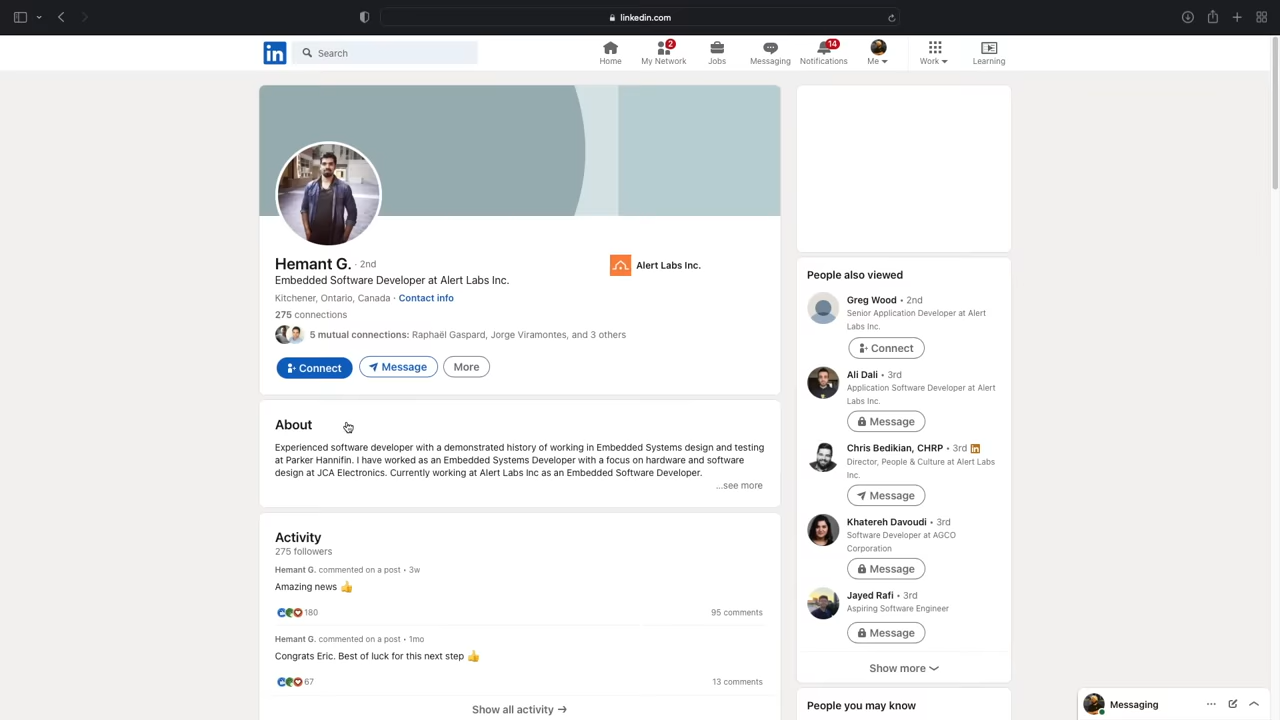 linkedin.com
in
Search
2
14
Home
My Network
Jobs
Messaging
Notifications
Me
Work
Learning
Hemant G. · 2nd
Alert Labs Inc.
Embedded Software Developer at Alert Labs Inc.
Kitchener, Ontario, Canada · Contact info
275 connections
5 mutual connections: Raphaël Gaspard, Jorge Viramontes, and 3 others
Connect
Message
More
About
Experienced software developer with a demonstrated history of working in Embedded Systems design and testing
at Parker Hannifin. I have worked as an Embedded Systems Developer with a focus on hardware and software
design at JCA Electronics. Currently working at Alert Labs Inc as an Embedded Software Developer.
...see more
Activity
275 followers
Hemant G. commented on a post • 3w
Amazing news 👍
180
95 comments
Hemant G. commented on a post • 1mo
Congrats Eric. Best of luck for this next step 👍
67
13 comments
Show all activity →
People also viewed
Greg Wood • 2nd
Senior Application Developer at Alert
Labs Inc.
Connect
Ali Dali • 3rd
Application Software Developer at Alert
Labs Inc.
Message
Chris Bedikian, CHRP • 3rd in
Director, People & Culture at Alert Labs
Inc.
Message
Khatereh Davoudi • 3rd
Software Developer at AGCO
Corporation
Message
Jayed Rafi • 3rd
Aspiring Software Engineer
Message
Show more
People you may know
Messaging